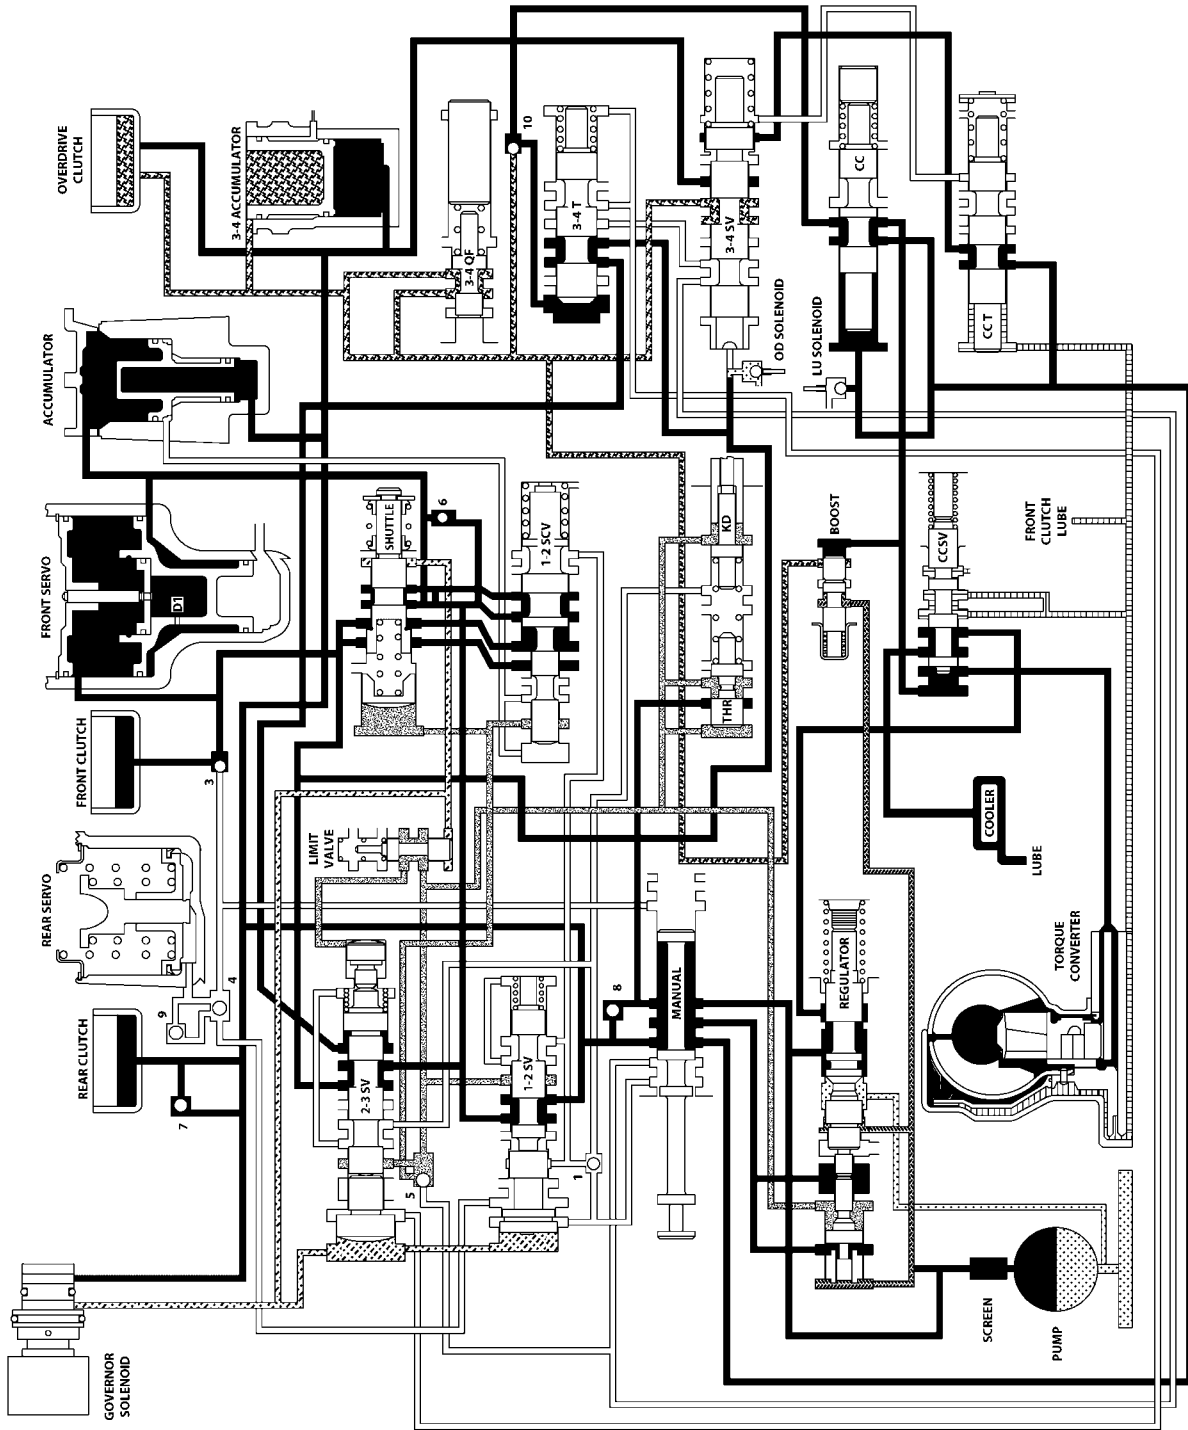 OVERDRIVE
CLUTCH
3-4 ACCUMULATOR
ACCUMULATOR
FRONT SERVO
D1
FRONT CLUTCH
3
REAR SERVO
4
9
REAR CLUTCH
7
GOVERNOR
SOLENOID
3-4 QF
10
3-4 T
3-4 SV
OD SOLENOID
LU SOLENOID
CC
CC T
SHUTTLE
6
1-2 SCV
KD
THR
BOOST
CCSV
FRONT
CLUTCH
LUBE
LIMIT
VALVE
COOLER
LUBE
2-3 SV
5
1-2 SV
1
8
MANUAL
REGULATOR
TORQUE
CONVERTER
SCREEN
PUMP